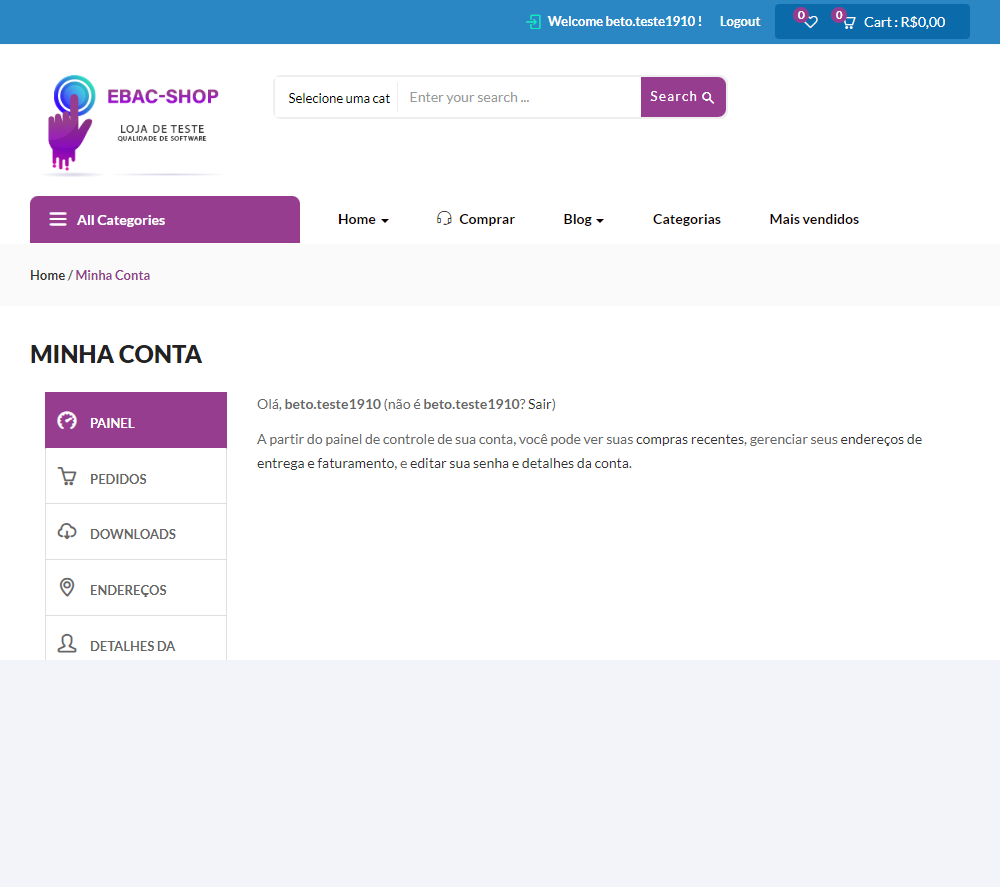 Welcome beto.teste1910 ! Logout 0 0 Cart : R$0,00
EBAC-SHOP
LOJA DE TESTE
QUALIDADE DE SOFTWARE
Selecione uma cat Enter your search ... Search
All Categories Home Comprar Blog Categorias Mais vendidos
Home / Minha Conta
MINHA CONTA
PAINEL
PEDIDOS
DOWNLOADS
ENDEREÇOS
DETALHES DA
Olá, beto.teste1910 (não é beto.teste1910? Sair)
A partir do painel de controle de sua conta, você pode ver suas compras recentes, gerenciar seus endereços de
entrega e faturamento, e editar sua senha e detalhes da conta.